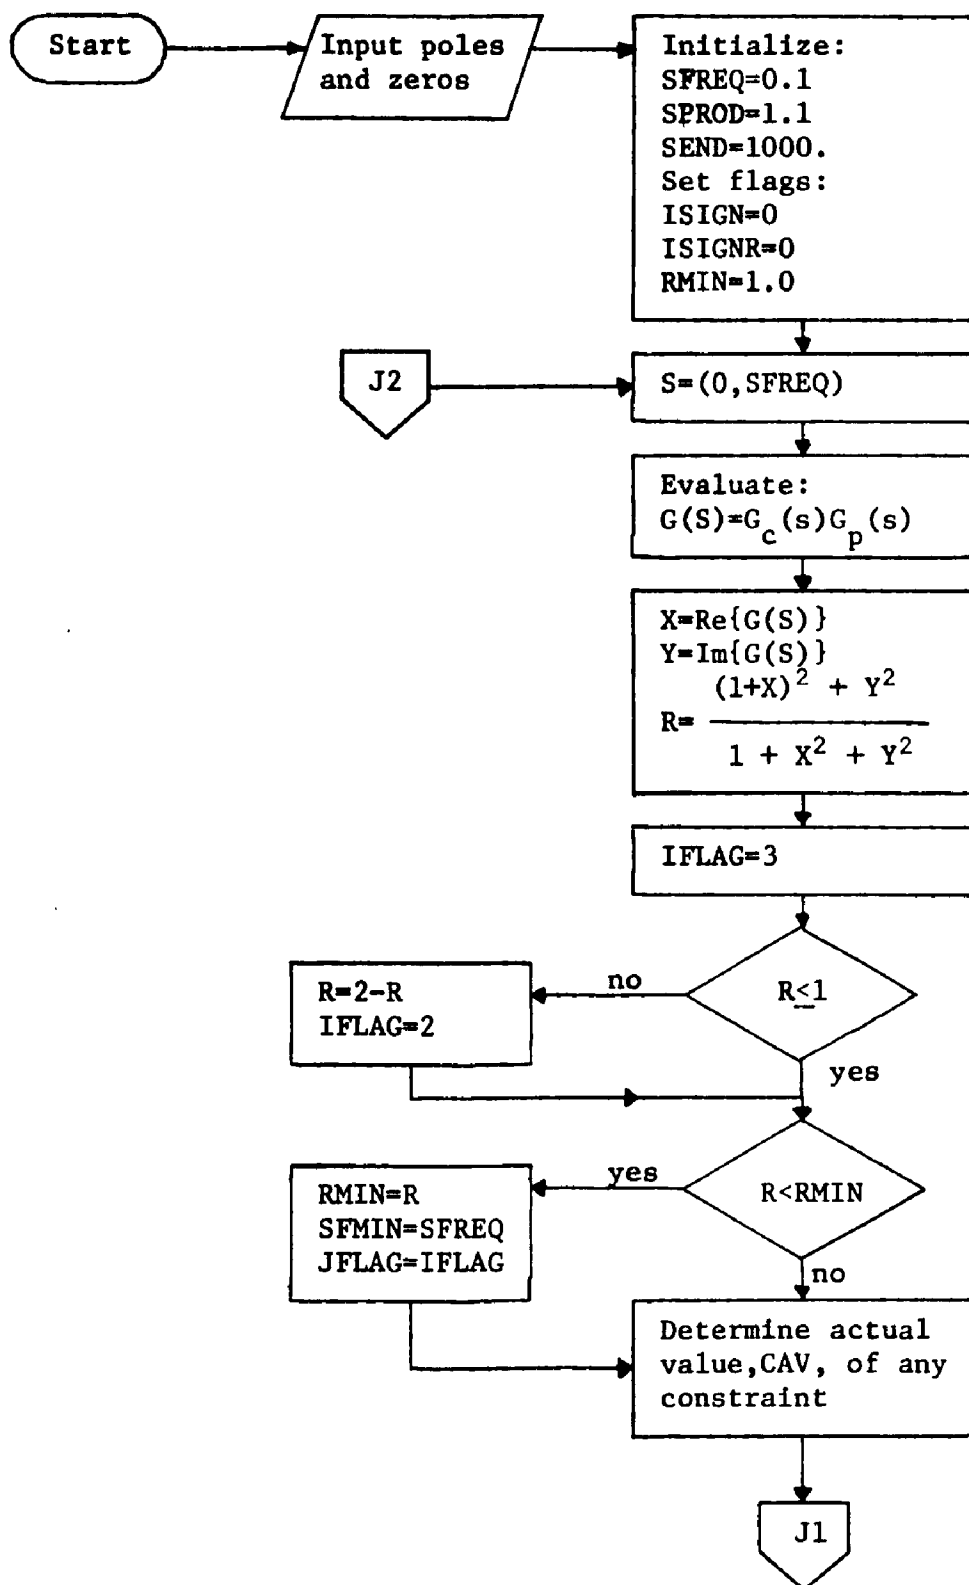 Start
Input poles
and zeros
Initialize:
SFREQ=0.1
SPROD=1.1
SEND=1000.
Set flags:
ISIGN=0
ISIGNR=0
RMIN=1.0
J2
S=(0,SFREQ)
Evaluate:
G(S)=G_c(s)G_p(s)
X=Re{G(S)}
Y=Im{G(S)}
(1+X)² + Y²
R=
1 + X² + Y²
IFLAG=3
R≤1
no
R=2-R
IFLAG=2
yes
R<RMIN
yes
RMIN=R
SFMIN=SFREQ
JFLAG=IFLAG
no
Determine actual
value,CAV, of any
constraint
J1